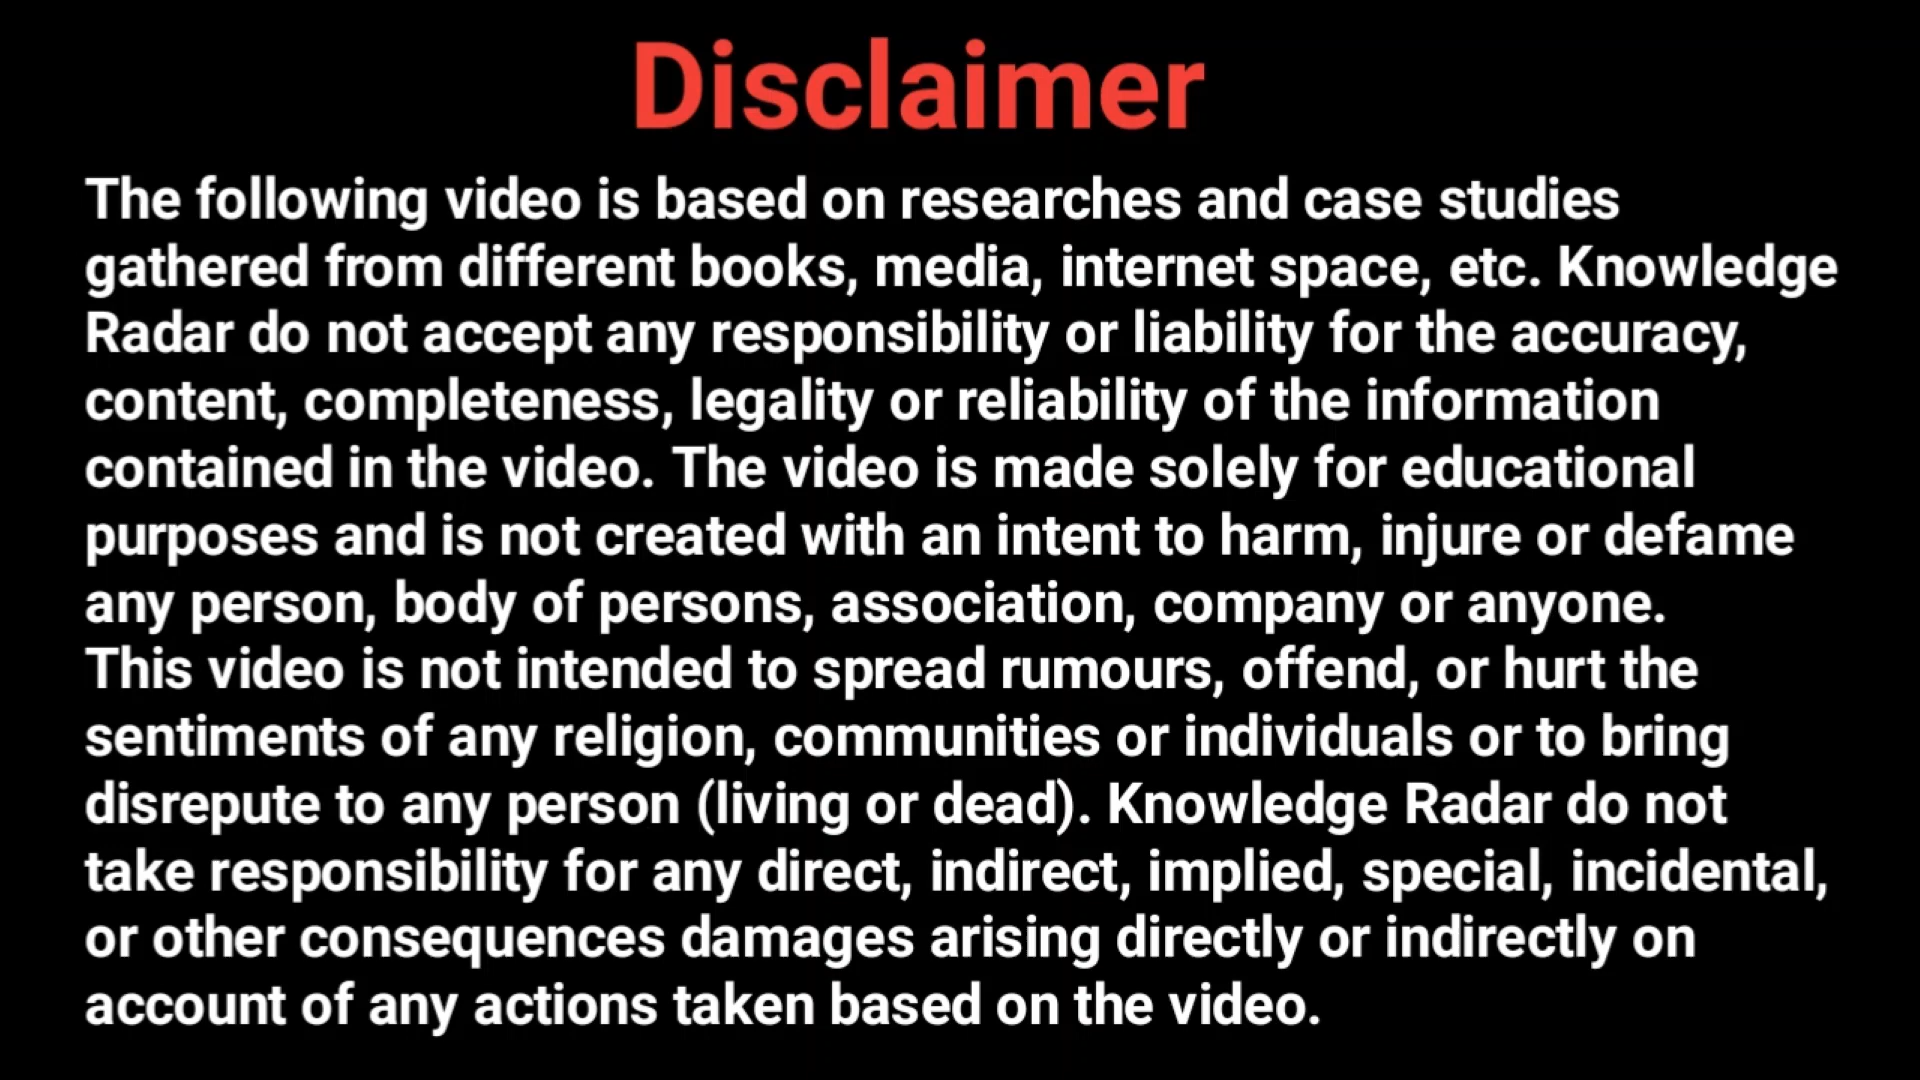 Disclaimer
The following video is based on researches and case studies
gathered from different books, media, internet space, etc. Knowledge
Radar do not accept any responsibility or liability for the accuracy,
content, completeness, legality or reliability of the information
contained in the video. The video is made solely for educational
purposes and is not created with an intent to harm, injure or defame
any person, body of persons, association, company or anyone.
This video is not intended to spread rumours, offend, or hurt the
sentiments of any religion, communities or individuals or to bring
disrepute to any person (living or dead). Knowledge Radar do not
take responsibility for any direct, indirect, implied, special, incidental,
or other consequences damages arising directly or indirectly on
account of any actions taken based on the video.